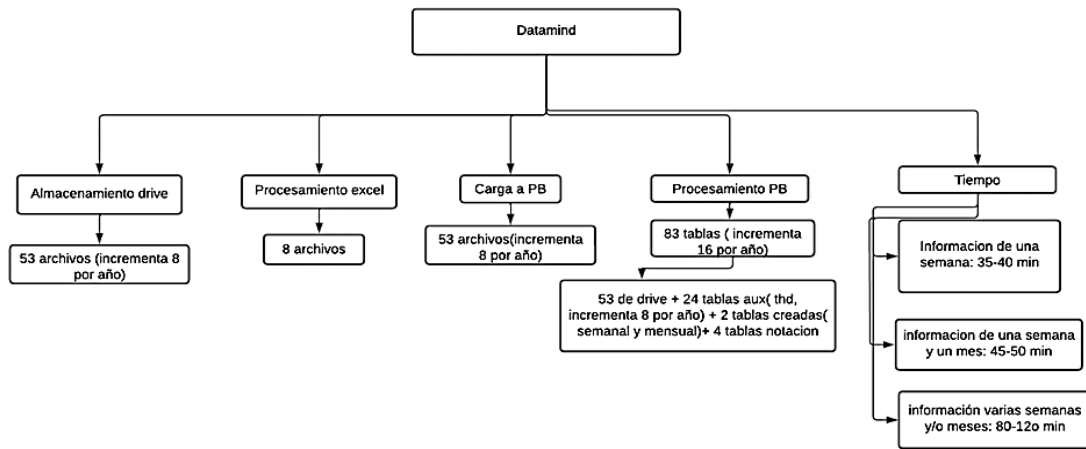 Datamind
Almacenamiento drive
Procesamiento excel
Carga a PB
Procesamiento PB
Tiempo
53 archivos (incrementa 8
por año)
8 archivos
53 archivos(incrementa
8 por año)
83 tablas ( incrementa
16 por año)
53 de drive + 24 tablas aux( thd,
incrementa 8 por año) + 2 tablas creadas(
semanal y mensual)+ 4 tablas notacion
Informacion de una
semana: 35-40 min
informacion de una semana
y un mes: 45-50 min
información varias semanas
y/o meses: 80-12o min